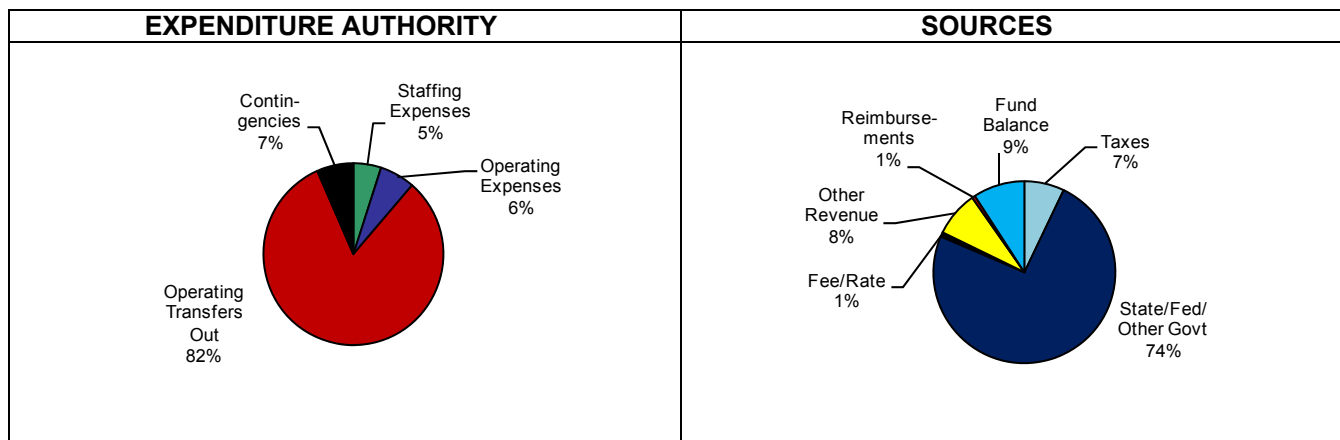 EXPENDITURE AUTHORITY
Contin-
gencies
7%
Staffing
Expenses
5%
Operating
Expenses
6%
Operating
Transfers
Out
82%
SOURCES
Reimburse-
ments
1%
Fund
Balance
9%
Taxes
7%
Other
Revenue
8%
Fee/Rate
1%
State/Fed/
Other Govt
74%